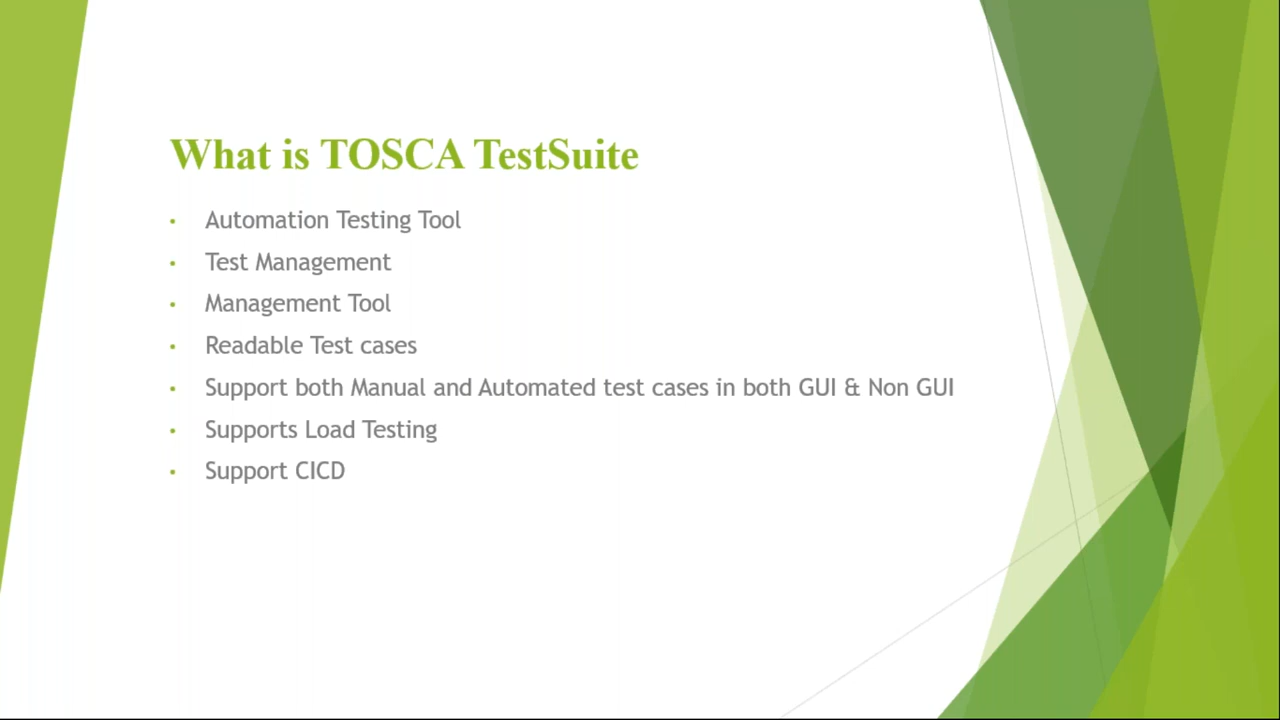 What is TOSCA TestSuite
• Automation Testing Tool
• Test Management
• Management Tool
• Readable Test cases
• Support both Manual and Automated test cases in both GUI & Non GUI
• Supports Load Testing
• Support CICD